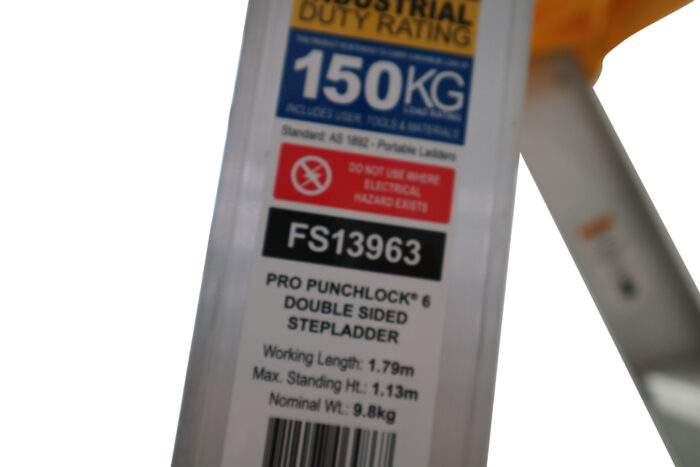 INDUSTRIAL
DUTY RATING
150KG
LOAD RATING
INCLUDES USER, TOOLS & MATERIALS
Standard: AS 1892 - Portable Ladders
DO NOT USE WHERE
ELECTRICAL
HAZARD EXISTS
FS13963
PRO PUNCHLOCK® 6
DOUBLE SIDED
STEPLADDER
Working Length: 1.79m
Max. Standing Ht.: 1.13m
Nominal Wt.: 9.8kg